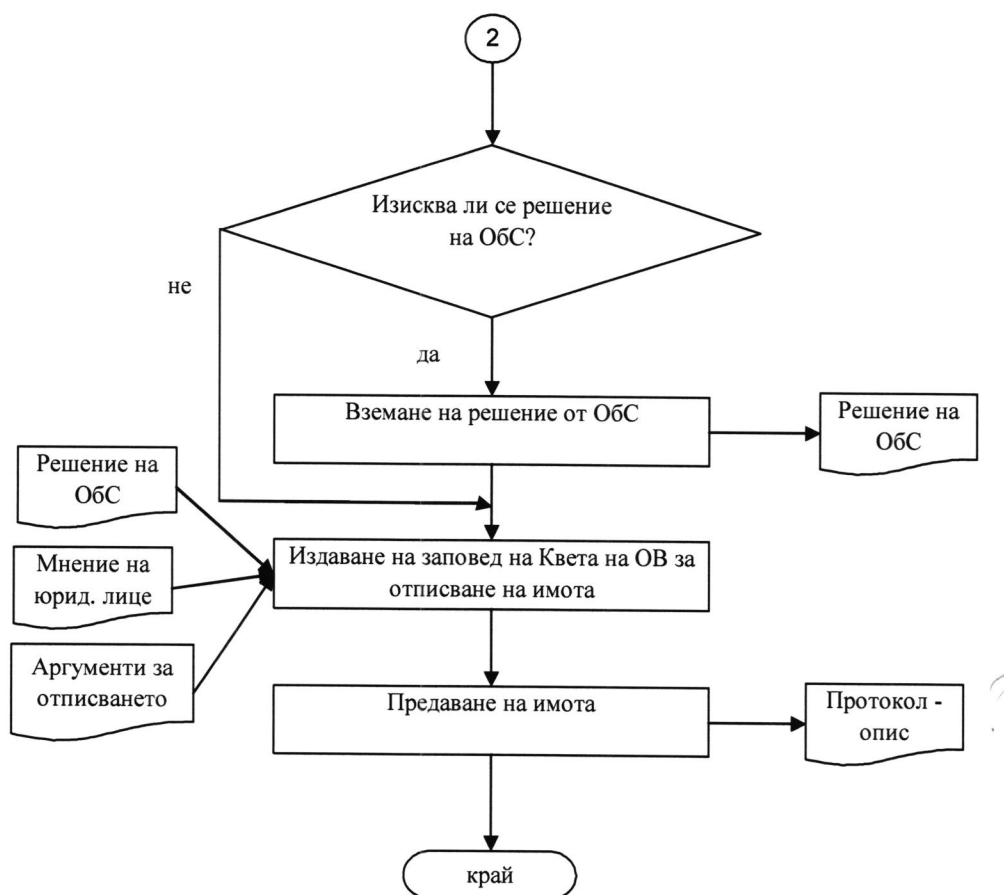 2
Изисква ли се решение
на ОбС?
не
да
Вземане на решение от ОбС
Решение на
ОбС
Решение на
ОбС
Мнение на
юрид. лице
Аргументи за
отписването
Издаване на заповед на Квета на ОВ за
отписване на имота
Предаване на имота
Протокол -
опис
край